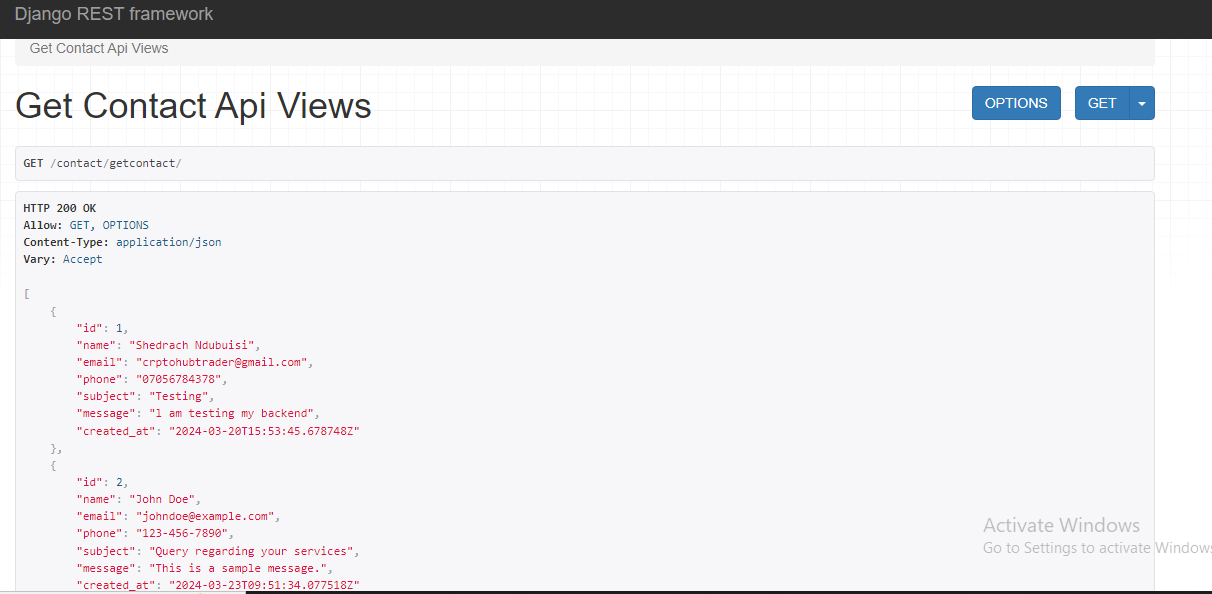 Django REST framework
Get Contact Api Views
Get Contact Api Views
OPTIONS
GET
GET /contact/getcontact/
HTTP 200 OK
Allow: GET, OPTIONS
Content-Type: application/json
Vary: Accept
[
    {
        "id": 1,
        "name": "Shedrach Ndubuisi",
        "email": "crptohubtrader@gmail.com",
        "phone": "07056784378",
        "subject": "Testing",
        "message": "l am testing my backend",
        "created_at": "2024-03-20T15:53:45.678748Z"
    },
    {
        "id": 2,
        "name": "John Doe",
        "email": "johndoe@example.com",
        "phone": "123-456-7890",
        "subject": "Query regarding your services",
        "message": "This is a sample message.",
        "created_at": "2024-03-23T09:51:34.077518Z"
Activate Windows
Go to Settings to activate Windows